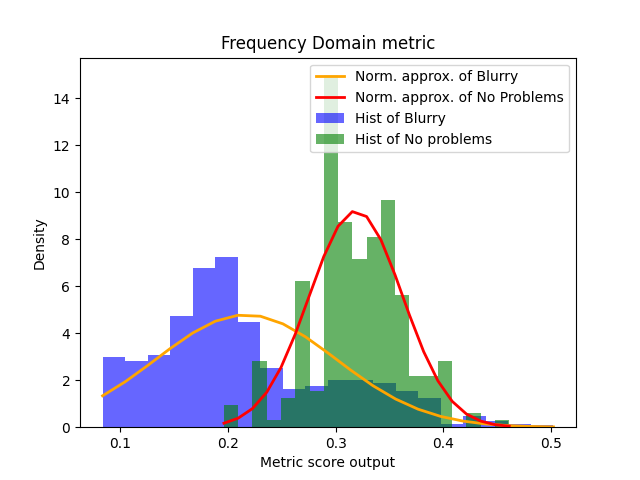 Frequency Domain metric
Norm. approx. of Blurry
Norm. approx. of No Problems
Hist of Blurry
Hist of No problems
14
12
10
8
6
4
2
0
Density
0.1 0.2 0.3 0.4 0.5
Metric score output